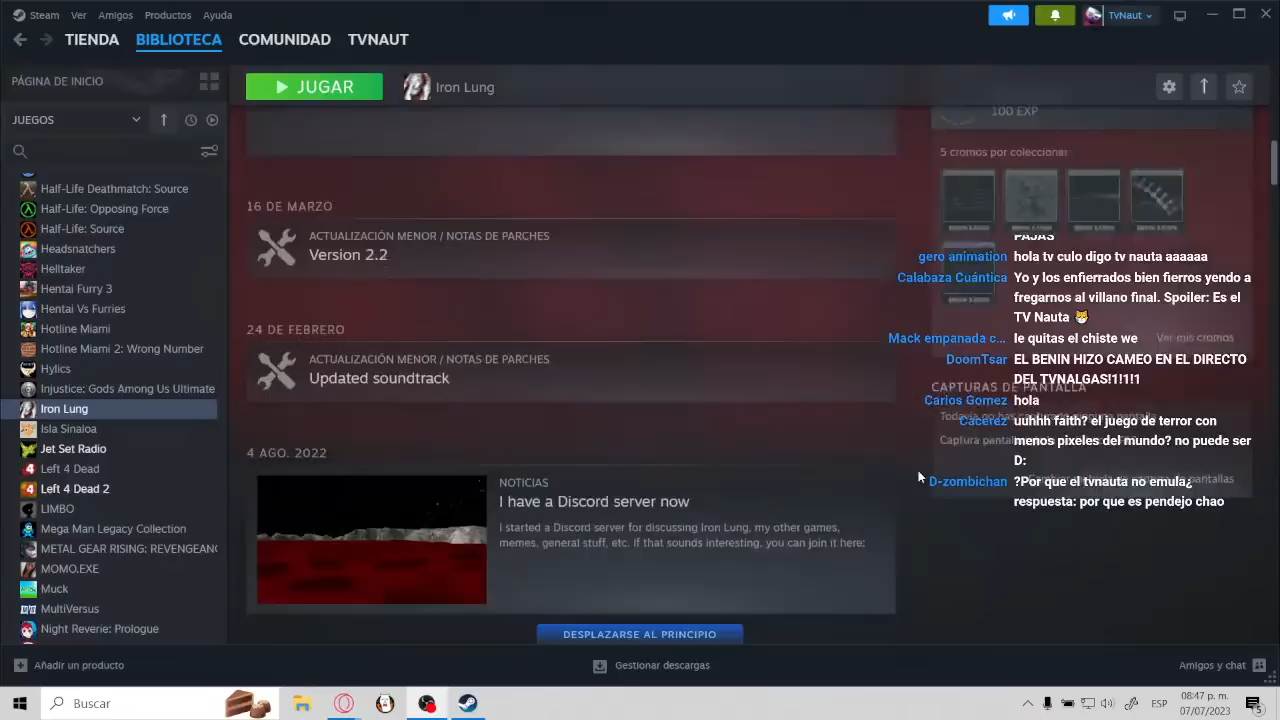 Steam Ver Amigos Productos Ayuda
TvNaut
TIENDA BIBLIOTECA COMUNIDAD TVNAUT
PÁGINA DE INICIO
JUGAR
Iron Lung
JUEGOS
Half-Life Deathmatch: Source
Half-Life: Opposing Force
Half-Life: Source
Headsnatchers
Helltaker
Hentai Furry 3
Hentai Vs Furries
Hotline Miami
Hotline Miami 2: Wrong Number
Hylics
Injustice: Gods Among Us Ultimate
Iron Lung
Isla Sinaloa
Jet Set Radio
Left 4 Dead
Left 4 Dead 2
LIMBO
Mega Man Legacy Collection
METAL GEAR RISING: REVENGEANC
MOMO.EXE
Muck
MultiVersus
Night Reverie: Prologue
16 DE MARZO
ACTUALIZACIÓN MENOR / NOTAS DE PARCHES
Version 2.2
24 DE FEBRERO
ACTUALIZACIÓN MENOR / NOTAS DE PARCHES
Updated soundtrack
4 AGO. 2022
NOTICIAS
I have a Discord server now
I started a Discord server for discussing Iron Lung, my other games,
memes, general stuff, etc. If that sounds interesting, you can join it here:
DESPLAZARSE AL PRINCIPIO
100 EXP
5 cromos por coleccionar
PAJAS
gero animation hola tv culo digo tv nauta aaaaaa
Calabaza Cuántica Yo y los enfierrados bien fierros yendo a
fregarnos al villano final. Spoiler: Es el
TV Nauta
Mack empanada c... le quitas el chiste we
Ver mis cromos
DoomTsar EL BENIN HIZO CAMEO EN EL DIRECTO
DEL TVNALGAS!1!1!1
CAPTURAS DE PANTALLA
Carlos Gomez hola
Cacerez uuhhh faith? el juego de terror con
menos pixeles del mundo? no puede ser
D:
D-zombichan ?Por que el tvnauta no emula¿
respuesta: por que es pendejo chao
Añadir un producto
Gestionar descargas
Amigos y chat
Buscar
ESP
08:47 p. m.
07/07/2023
5